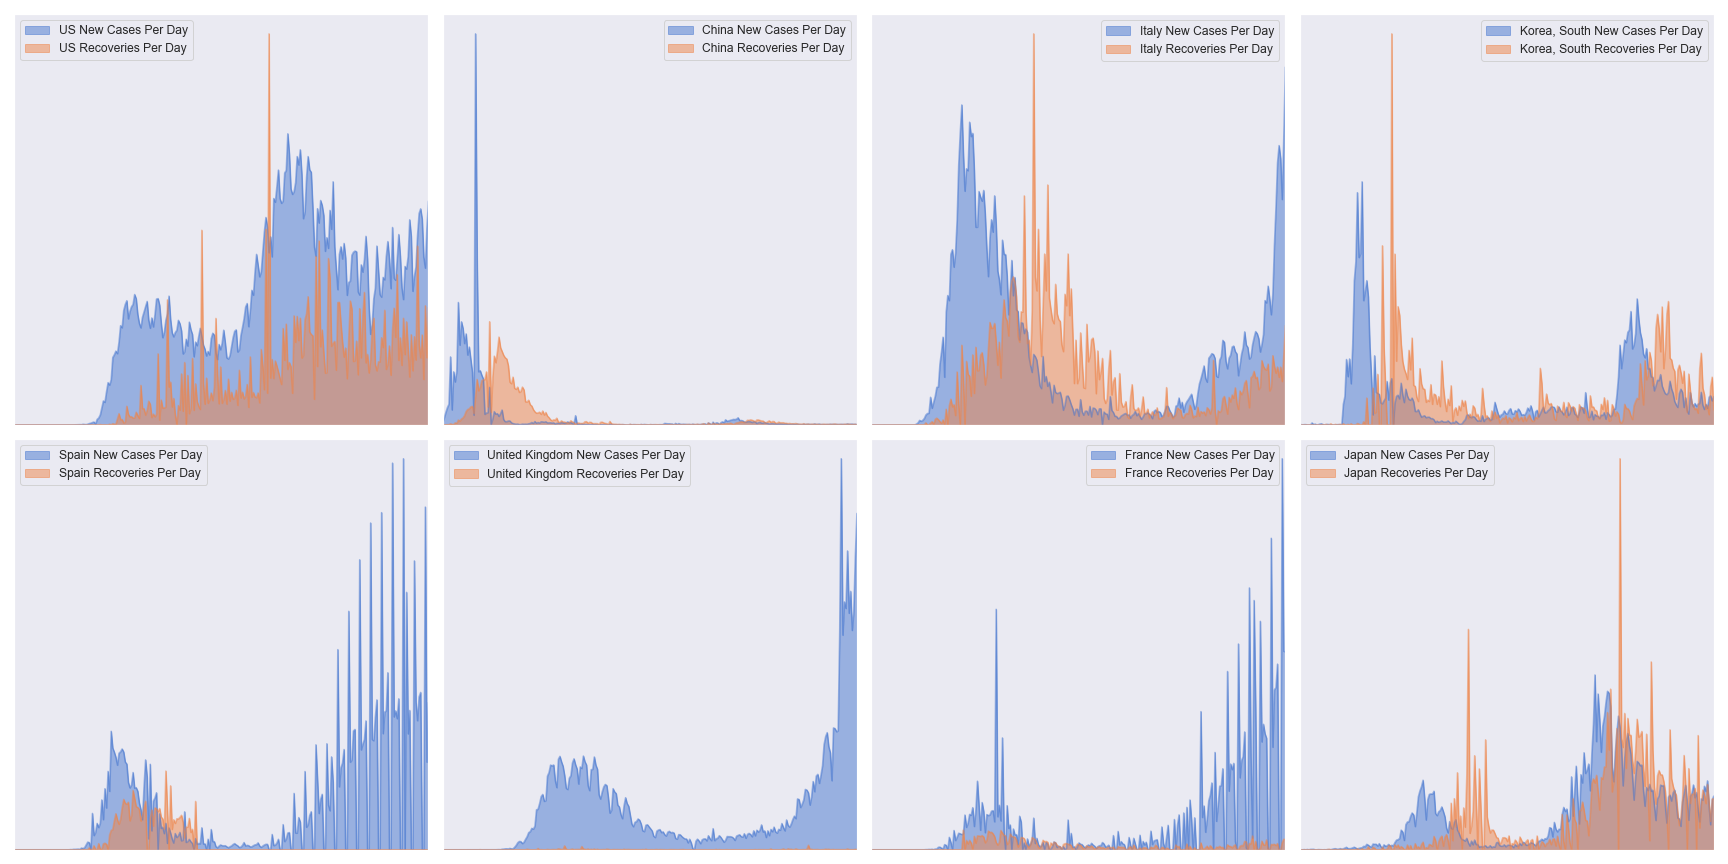 US New Cases Per Day
US Recoveries Per Day
China New Cases Per Day
China Recoveries Per Day
Italy New Cases Per Day
Italy Recoveries Per Day
Korea, South New Cases Per Day
Korea, South Recoveries Per Day
Spain New Cases Per Day
Spain Recoveries Per Day
United Kingdom New Cases Per Day
United Kingdom Recoveries Per Day
France New Cases Per Day
France Recoveries Per Day
Japan New Cases Per Day
Japan Recoveries Per Day